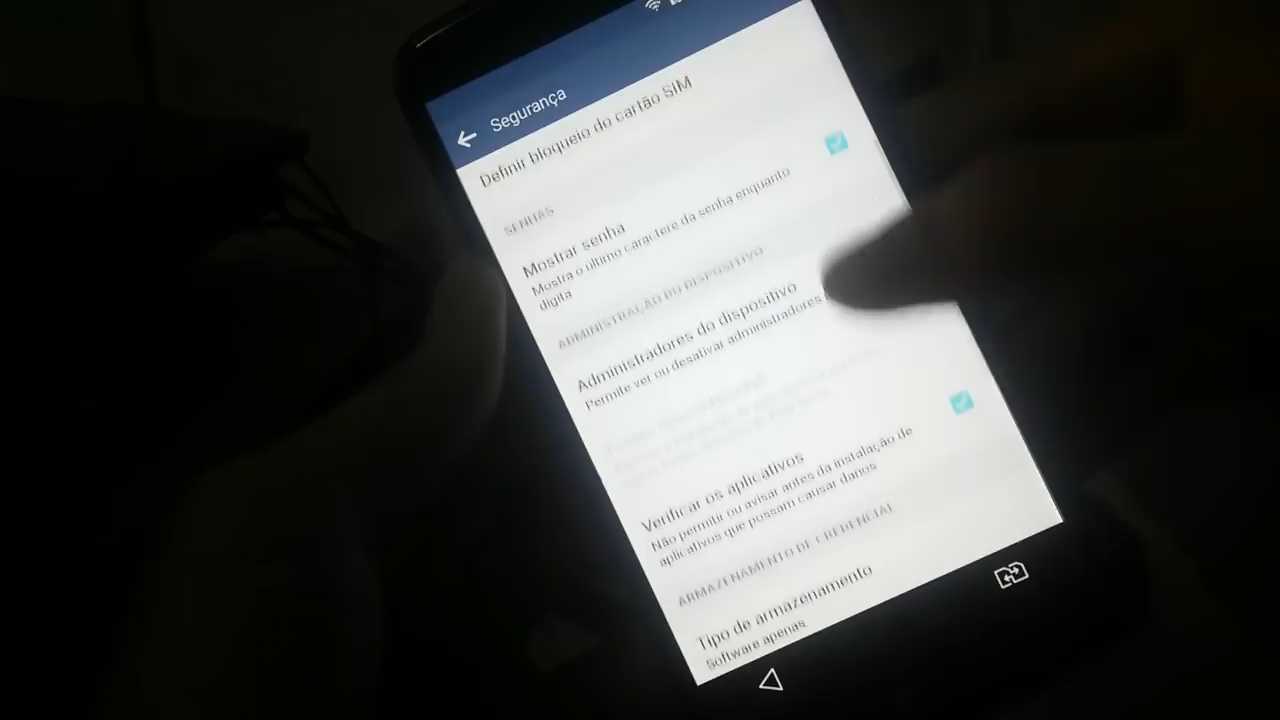 Segurança
Definir bloqueio do cartão SIM
SENHAS
Mostrar senha
Mostra o último caractere da senha enquanto
digita
ADMINISTRAÇÃO DO DISPOSITIVO
Administradores do dispositivo
Permite ver ou desativar administradores
Verificar os aplicativos
Não permitir ou avisar antes da instalação de
aplicativos que possam causar danos
ARMAZENAMENTO DE CREDENCIAL
Tipo de armazenamento
Software apenas.